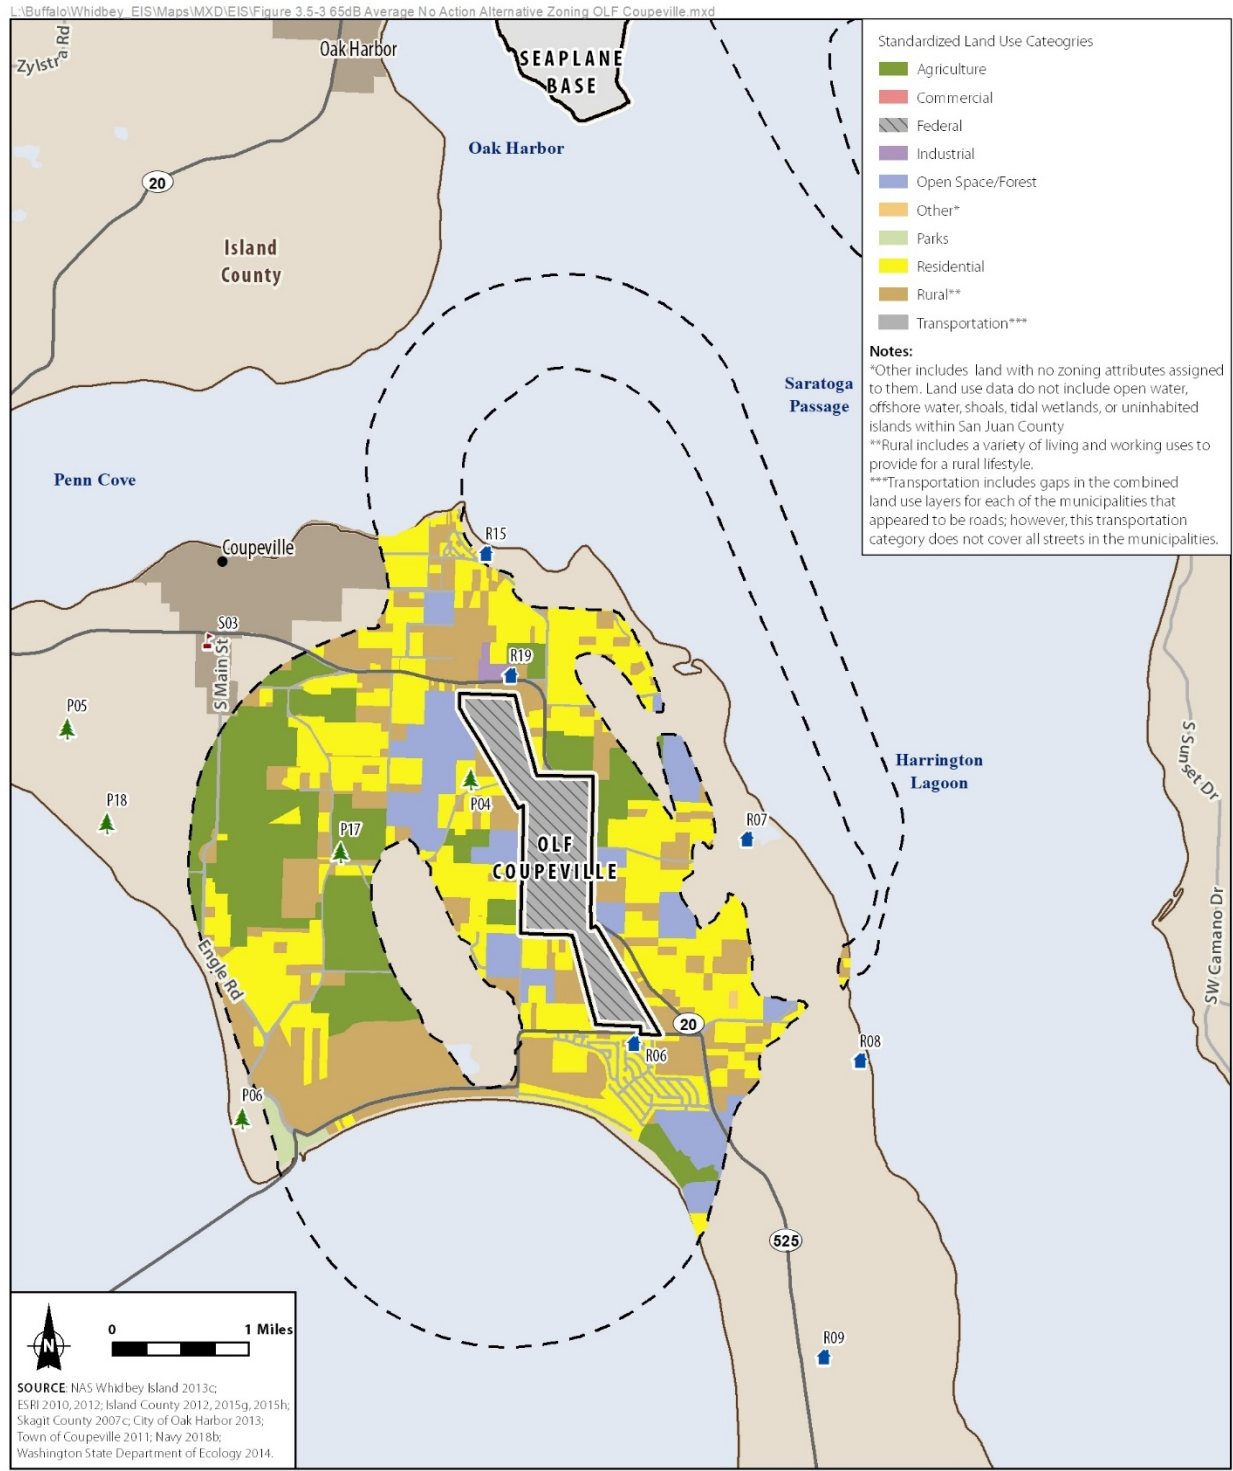 L:\Buffalo\Whidbey_EIS\Maps\MXD\EIS\Figure 3.5-3 65dB Average No Action Alternative Zoning OLF Coupeville.mxd
Zylstra Rd
Oak Harbor
SEAPLANE
BASE
Oak Harbor
20
Island
County
Saratoga
Passage
Penn Cove
Coupeville
R15
S03
S Main St
R19
P05
P04
P18
P17
OLF
COUPEVILLE
R07
Harrington
Lagoon
S Sunset Dr
SW Camano Dr
Engle Rd
20
R06
R08
P06
525
R09
Standardized Land Use Cateogries
Agriculture
Commercial
Federal
Industrial
Open Space/Forest
Other*
Parks
Residential
Rural**
Transportation***
Notes:
*Other includes land with no zoning attributes assigned
to them. Land use data do not include open water,
offshore water, shoals, tidal wetlands, or uninhabited
islands within San Juan County
**Rural includes a variety of living and working uses to
provide for a rural lifestyle.
***Transportation includes gaps in the combined
land use layers for each of the municipalities that
appeared to be roads; however, this transportation
category does not cover all streets in the municipalities.
N
0 1 Miles
SOURCE: NAS Whidbey Island 2013c;
ESRI 2010, 2012; Island County 2012, 2015g, 2015h;
Skagit County 2007c; City of Oak Harbor 2013;
Town of Coupeville 2011; Navy 2018b;
Washington State Department of Ecology 2014.